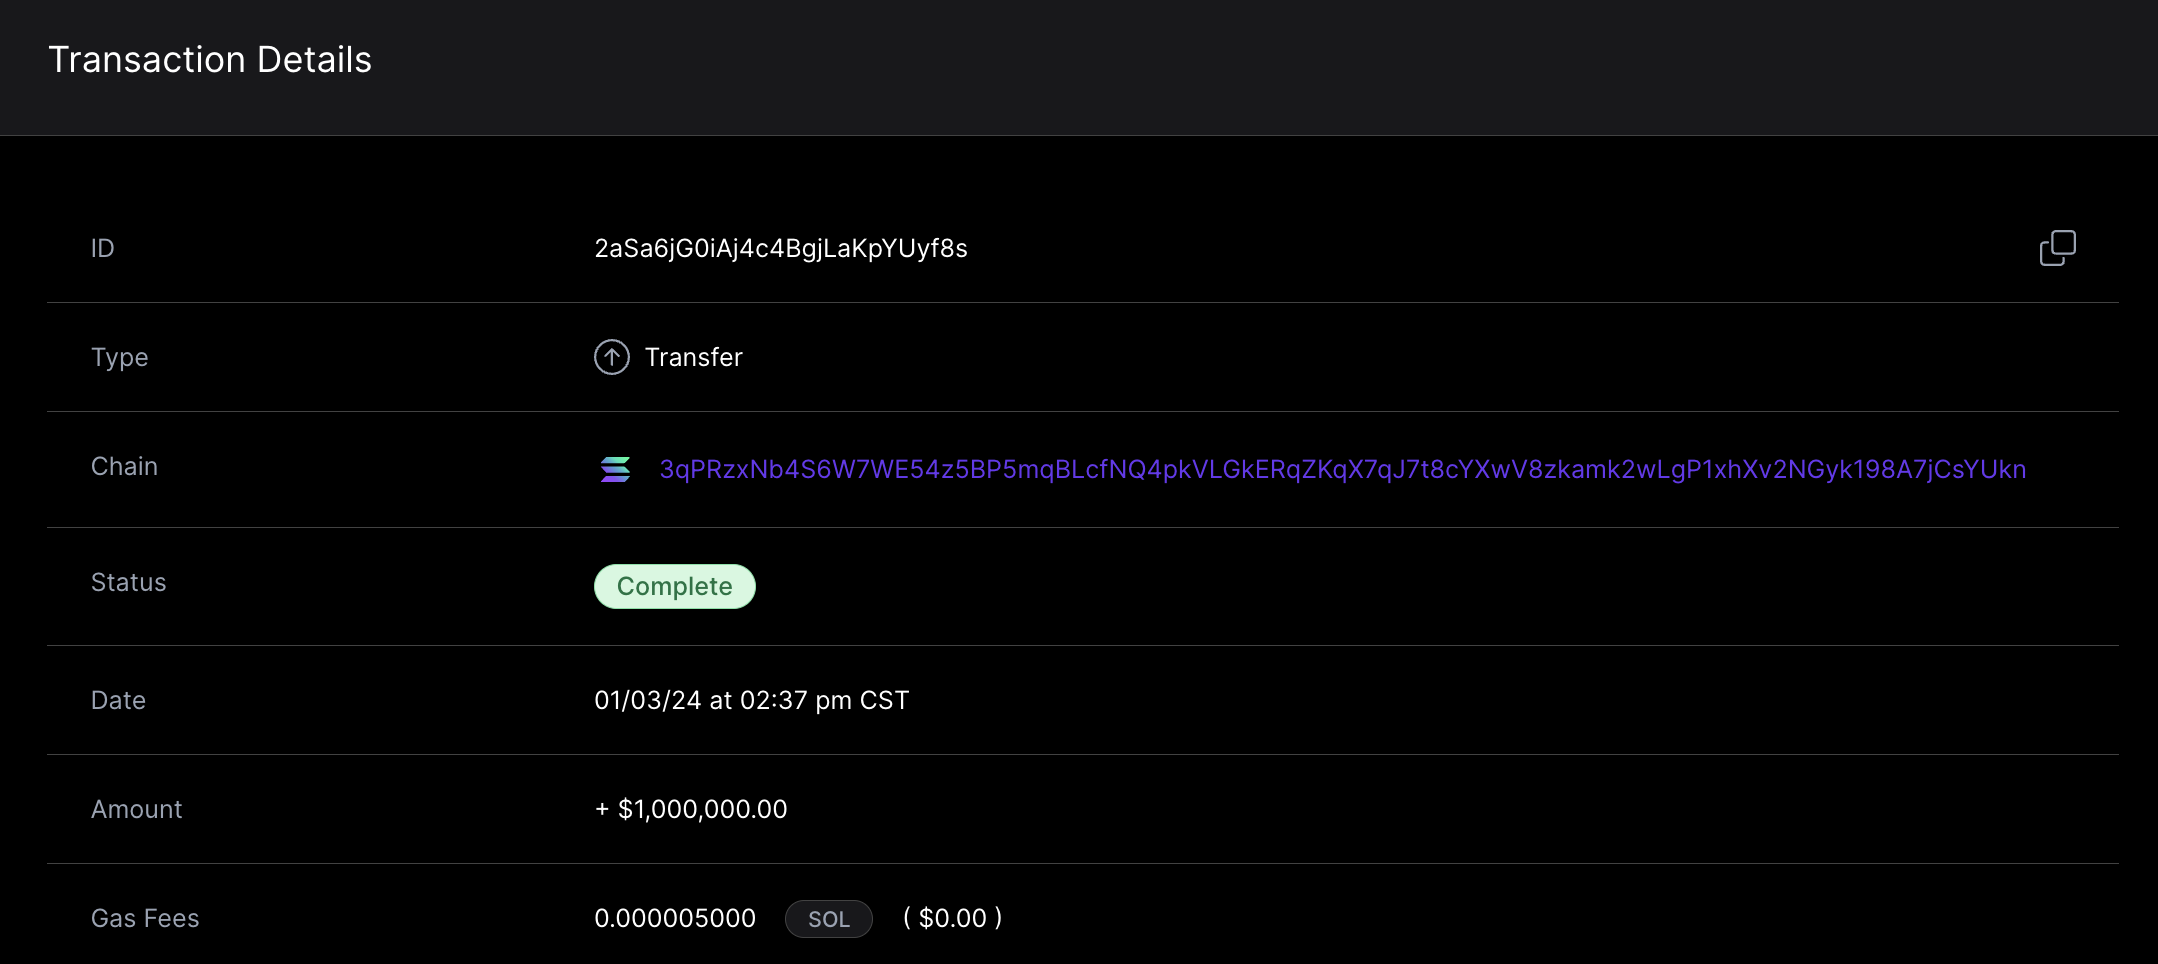 Transaction Details
ID 2aSa6jG0iAj4c4BgjLaKpYUyf8s
Type Transfer
Chain 3qPRzxNb4S6W7WE54z5BP5mqBLcfNQ4pkVLGkERqZKqX7qJ7t8cYXwV8zkamk2wLgP1xhXv2NGyk198A7jCsYUkn
Status Complete
Date 01/03/24 at 02:37 pm CST
Amount + $1,000,000.00
Gas Fees 0.000005000 SOL ( $0.00 )